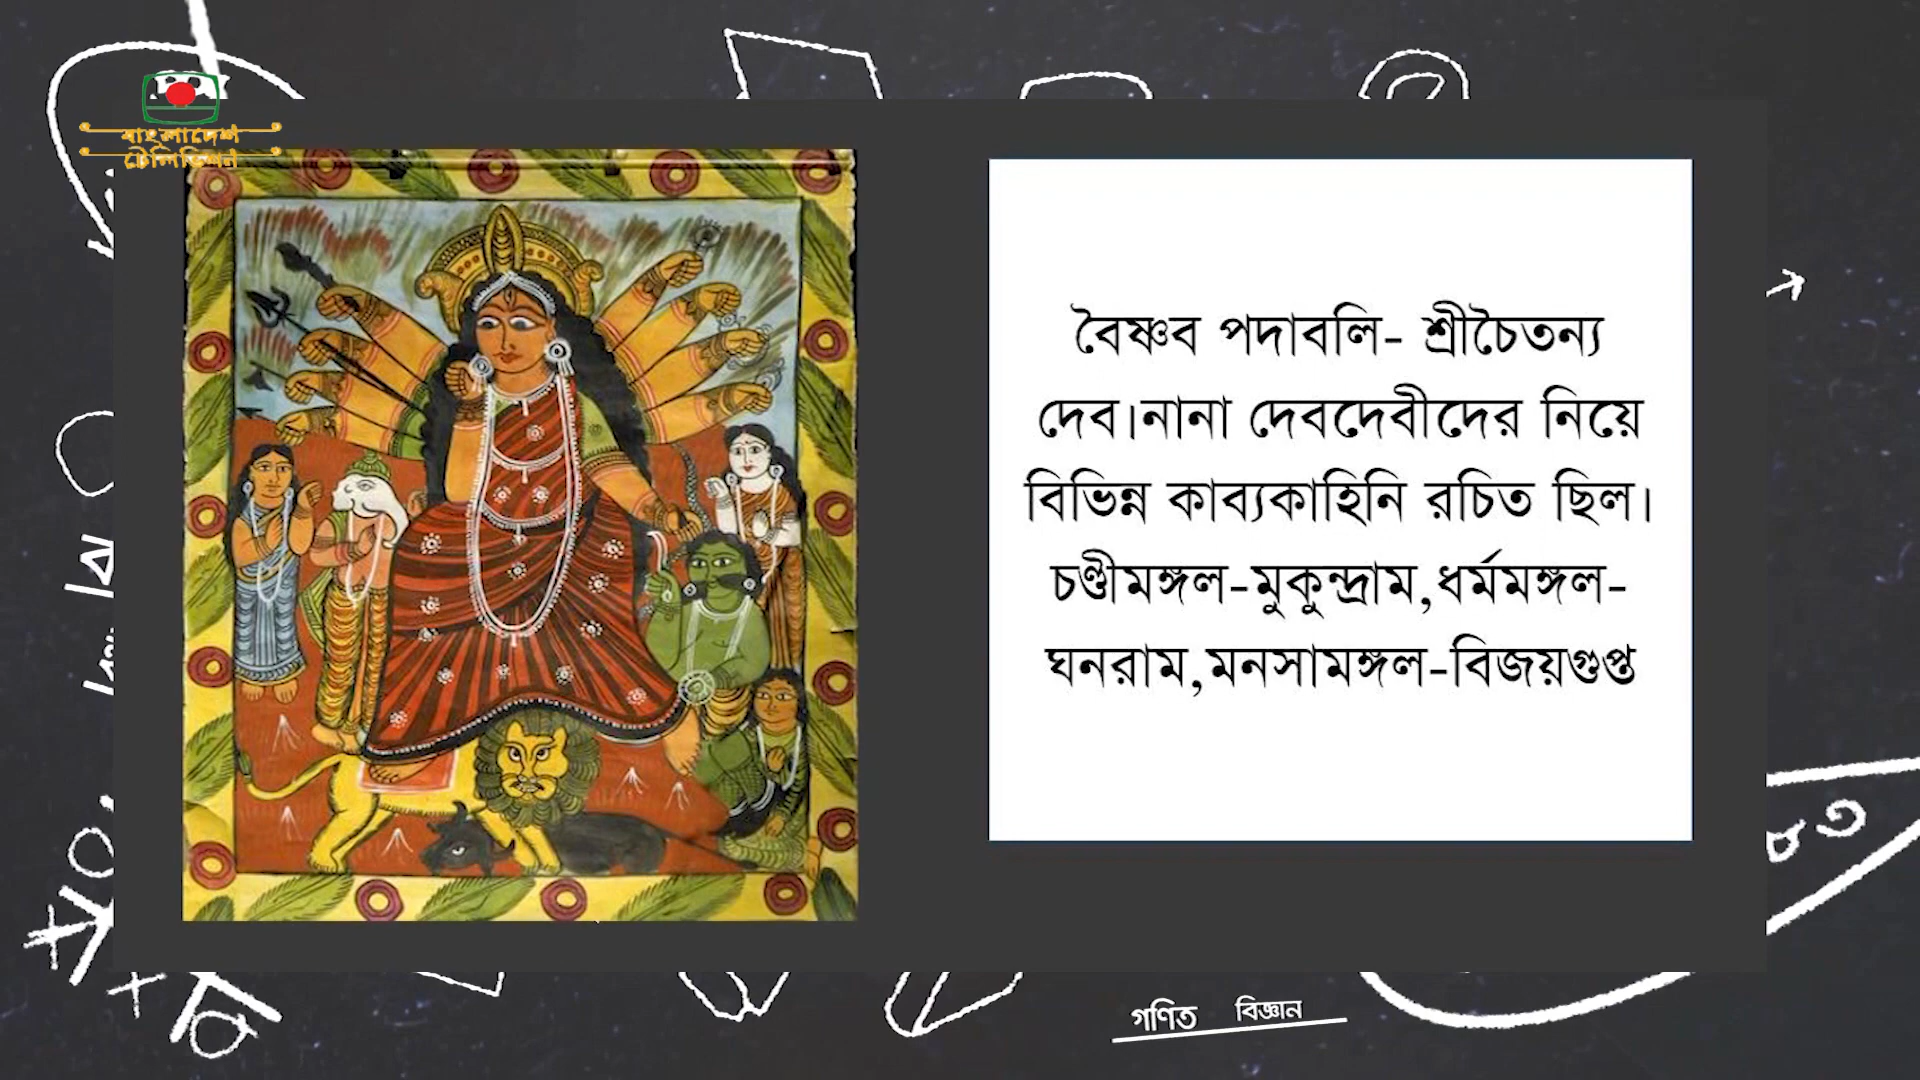 বাংলাদেশ
টেলিভিশন
বৈষ্ণব পদাবলি- শ্রীচৈতন্য
দেব।নানা দেবদেবীদের নিয়ে
বিভিন্ন কাব্যকাহিনি রচিত ছিল।
চণ্ডীমঙ্গল-মুকুন্দ্রাম,ধর্মমঙ্গল-
ঘনরাম,মনসামঙ্গল-বিজয়গুপ্ত
গণিত বিজ্ঞান